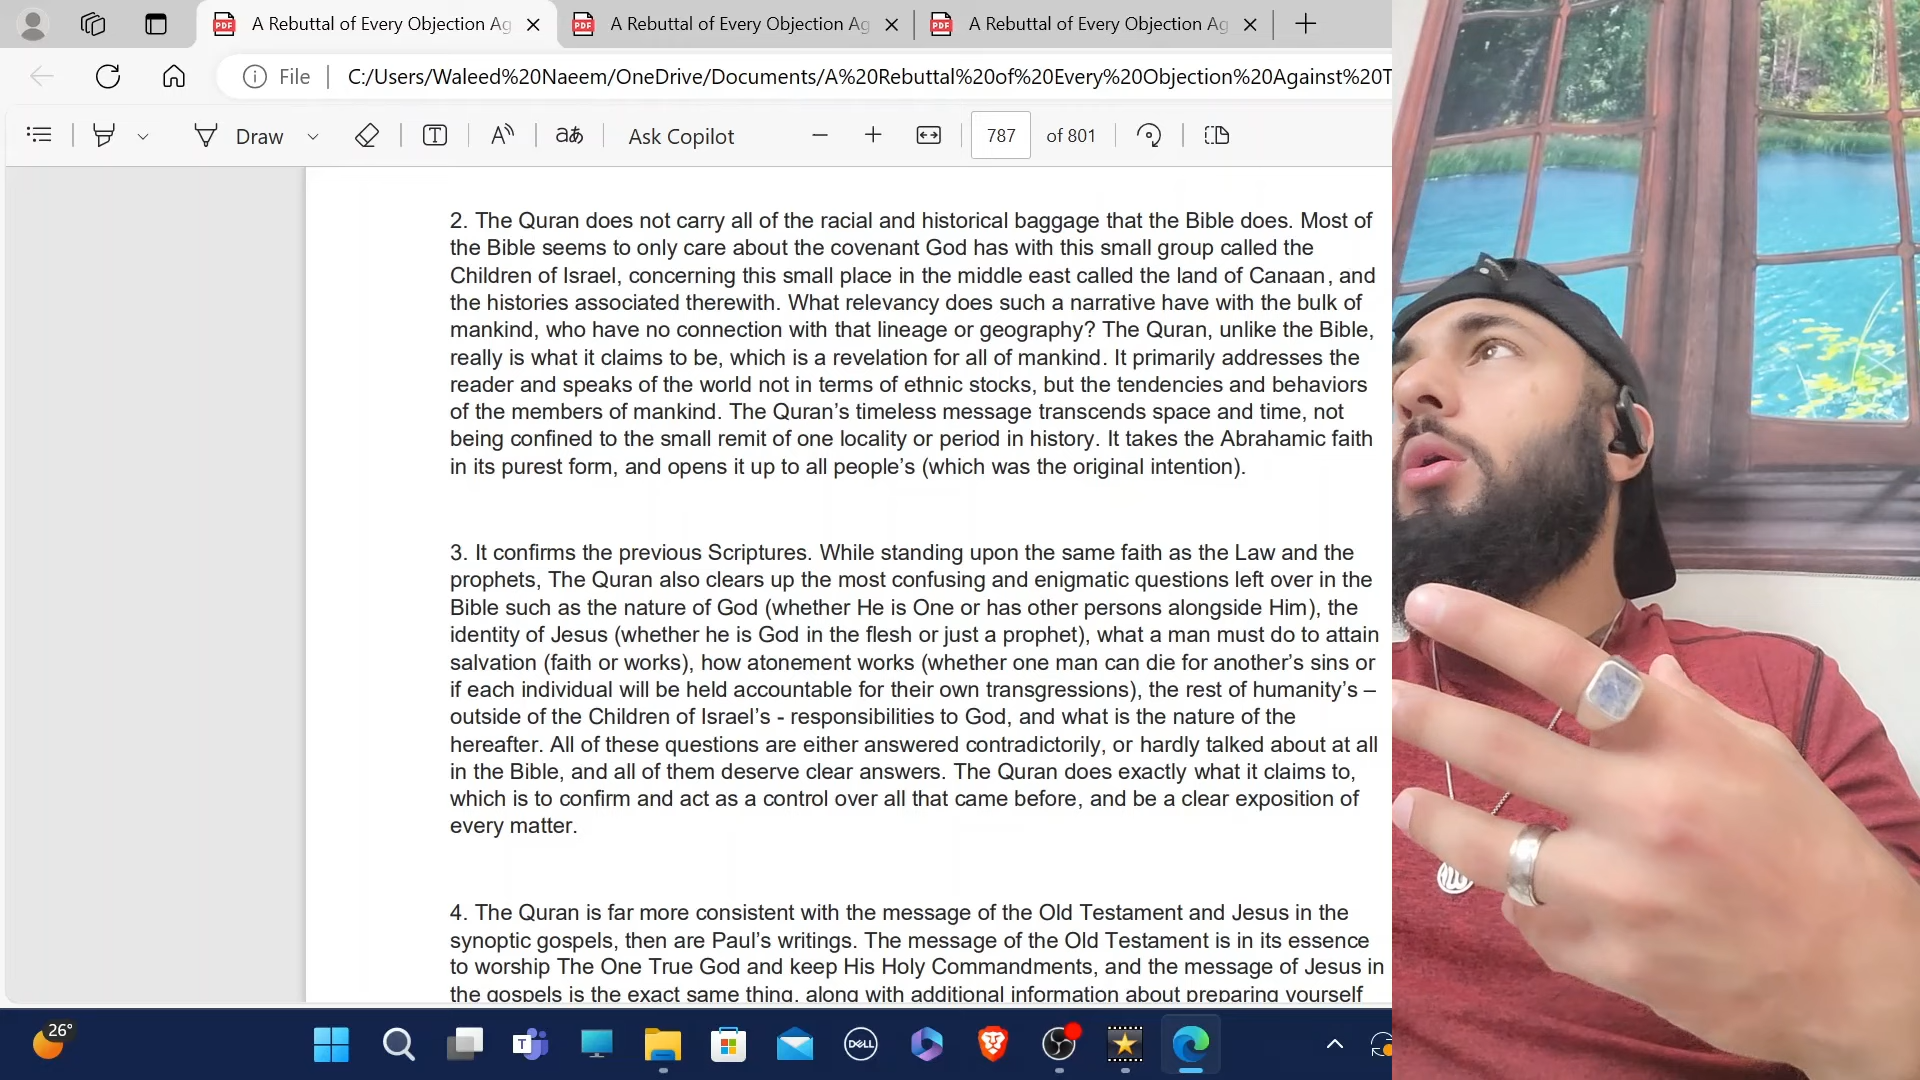 A Rebuttal of Every Objection Ag
A Rebuttal of Every Objection Ag
A Rebuttal of Every Objection Ag
File
C:/Users/Waleed%20Naeem/OneDrive/Documents/A%20Rebuttal%20of%20Every%20Objection%20Against%20T
Draw
Ask Copilot
787 of 801
2. The Quran does not carry all of the racial and historical baggage that the Bible does. Most of
the Bible seems to only care about the covenant God has with this small group called the
Children of Israel, concerning this small place in the middle east called the land of Canaan, and
the histories associated therewith. What relevancy does such a narrative have with the bulk of
mankind, who have no connection with that lineage or geography? The Quran, unlike the Bible,
really is what it claims to be, which is a revelation for all of mankind. It primarily addresses the
reader and speaks of the world not in terms of ethnic stocks, but the tendencies and behaviors
of the members of mankind. The Quran’s timeless message transcends space and time, not
being confined to the small remit of one locality or period in history. It takes the Abrahamic faith
in its purest form, and opens it up to all people’s (which was the original intention).
3. It confirms the previous Scriptures. While standing upon the same faith as the Law and the
prophets, The Quran also clears up the most confusing and enigmatic questions left over in the
Bible such as the nature of God (whether He is One or has other persons alongside Him), the
identity of Jesus (whether he is God in the flesh or just a prophet), what a man must do to attain
salvation (faith or works), how atonement works (whether one man can die for another’s sins or
if each individual will be held accountable for their own transgressions), the rest of humanity’s –
outside of the Children of Israel’s - responsibilities to God, and what is the nature of the
hereafter. All of these questions are either answered contradictorily, or hardly talked about at all
in the Bible, and all of them deserve clear answers. The Quran does exactly what it claims to,
which is to confirm and act as a control over all that came before, and be a clear exposition of
every matter.
4. The Quran is far more consistent with the message of the Old Testament and Jesus in the
synoptic gospels, then are Paul’s writings. The message of the Old Testament is in its essence
to worship The One True God and keep His Holy Commandments, and the message of Jesus in
the gospels is the exact same thing, along with additional information about preparing yourself
26°
DELL